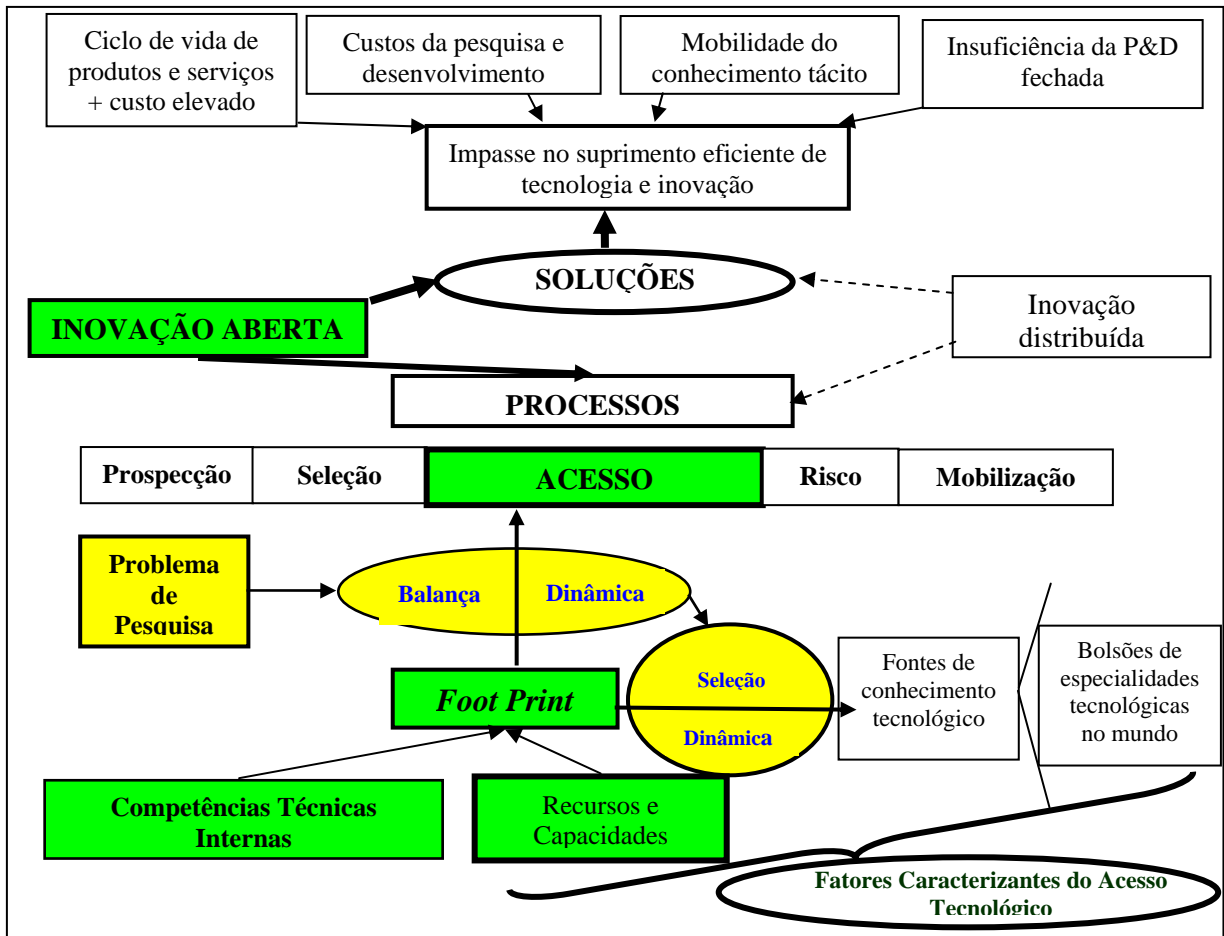 Ciclo de vida de
produtos e serviços
+ custo elevado
Custos da pesquisa e
desenvolvimento
Mobilidade do
conhecimento tácito
Insuficiência da P&D
fechada
Impasse no suprimento eficiente de
tecnologia e inovação
SOLUÇÕES
INOVAÇÃO ABERTA
Inovação
distribuída
PROCESSOS
Prospecção
Seleção
ACESSO
Risco
Mobilização
Problema
de
Pesquisa
Balança
Dinâmica
Seleção
Dinâmica
Foot Print
Fontes de
conhecimento
tecnológico
Bolsões de
especialidades
tecnológicas
no mundo
Competências Técnicas
Internas
Recursos e
Capacidades
Fatores Caracterizantes do Acesso
Tecnológico